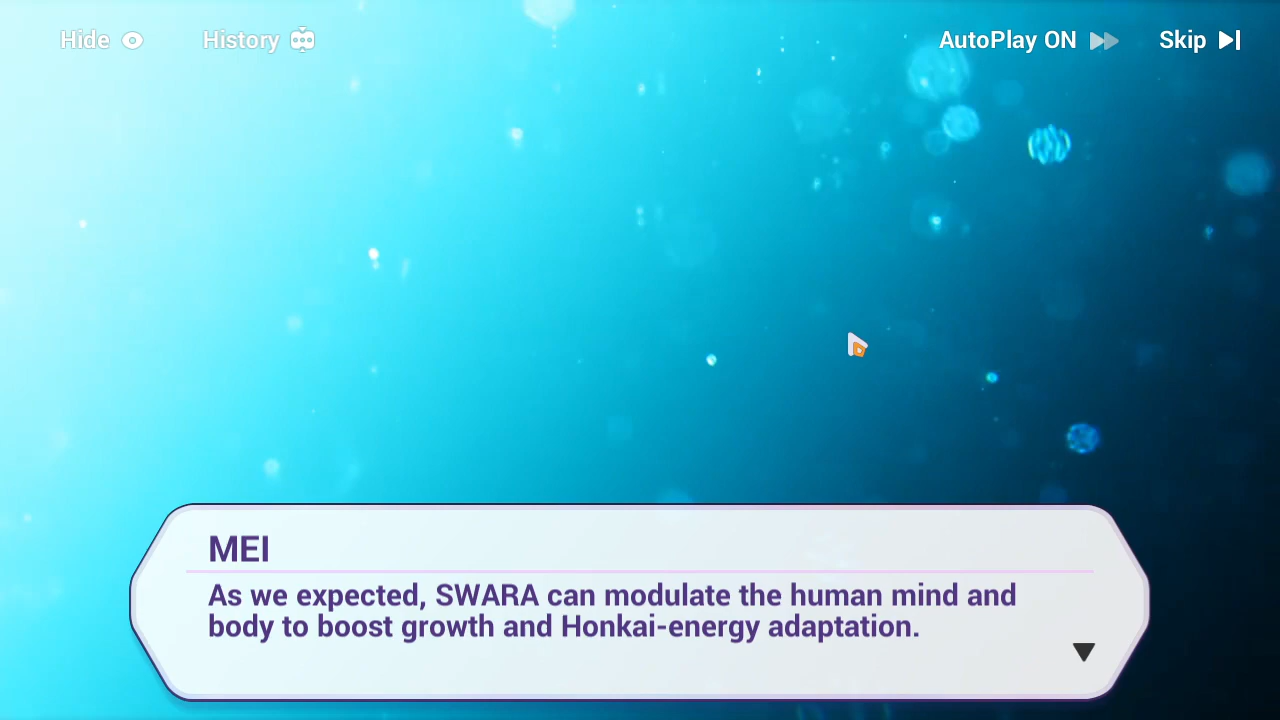 Hide
History
AutoPlay ON
Skip
MEI
As we expected, SWARA can modulate the human mind and
body to boost growth and Honkai-energy adaptation.